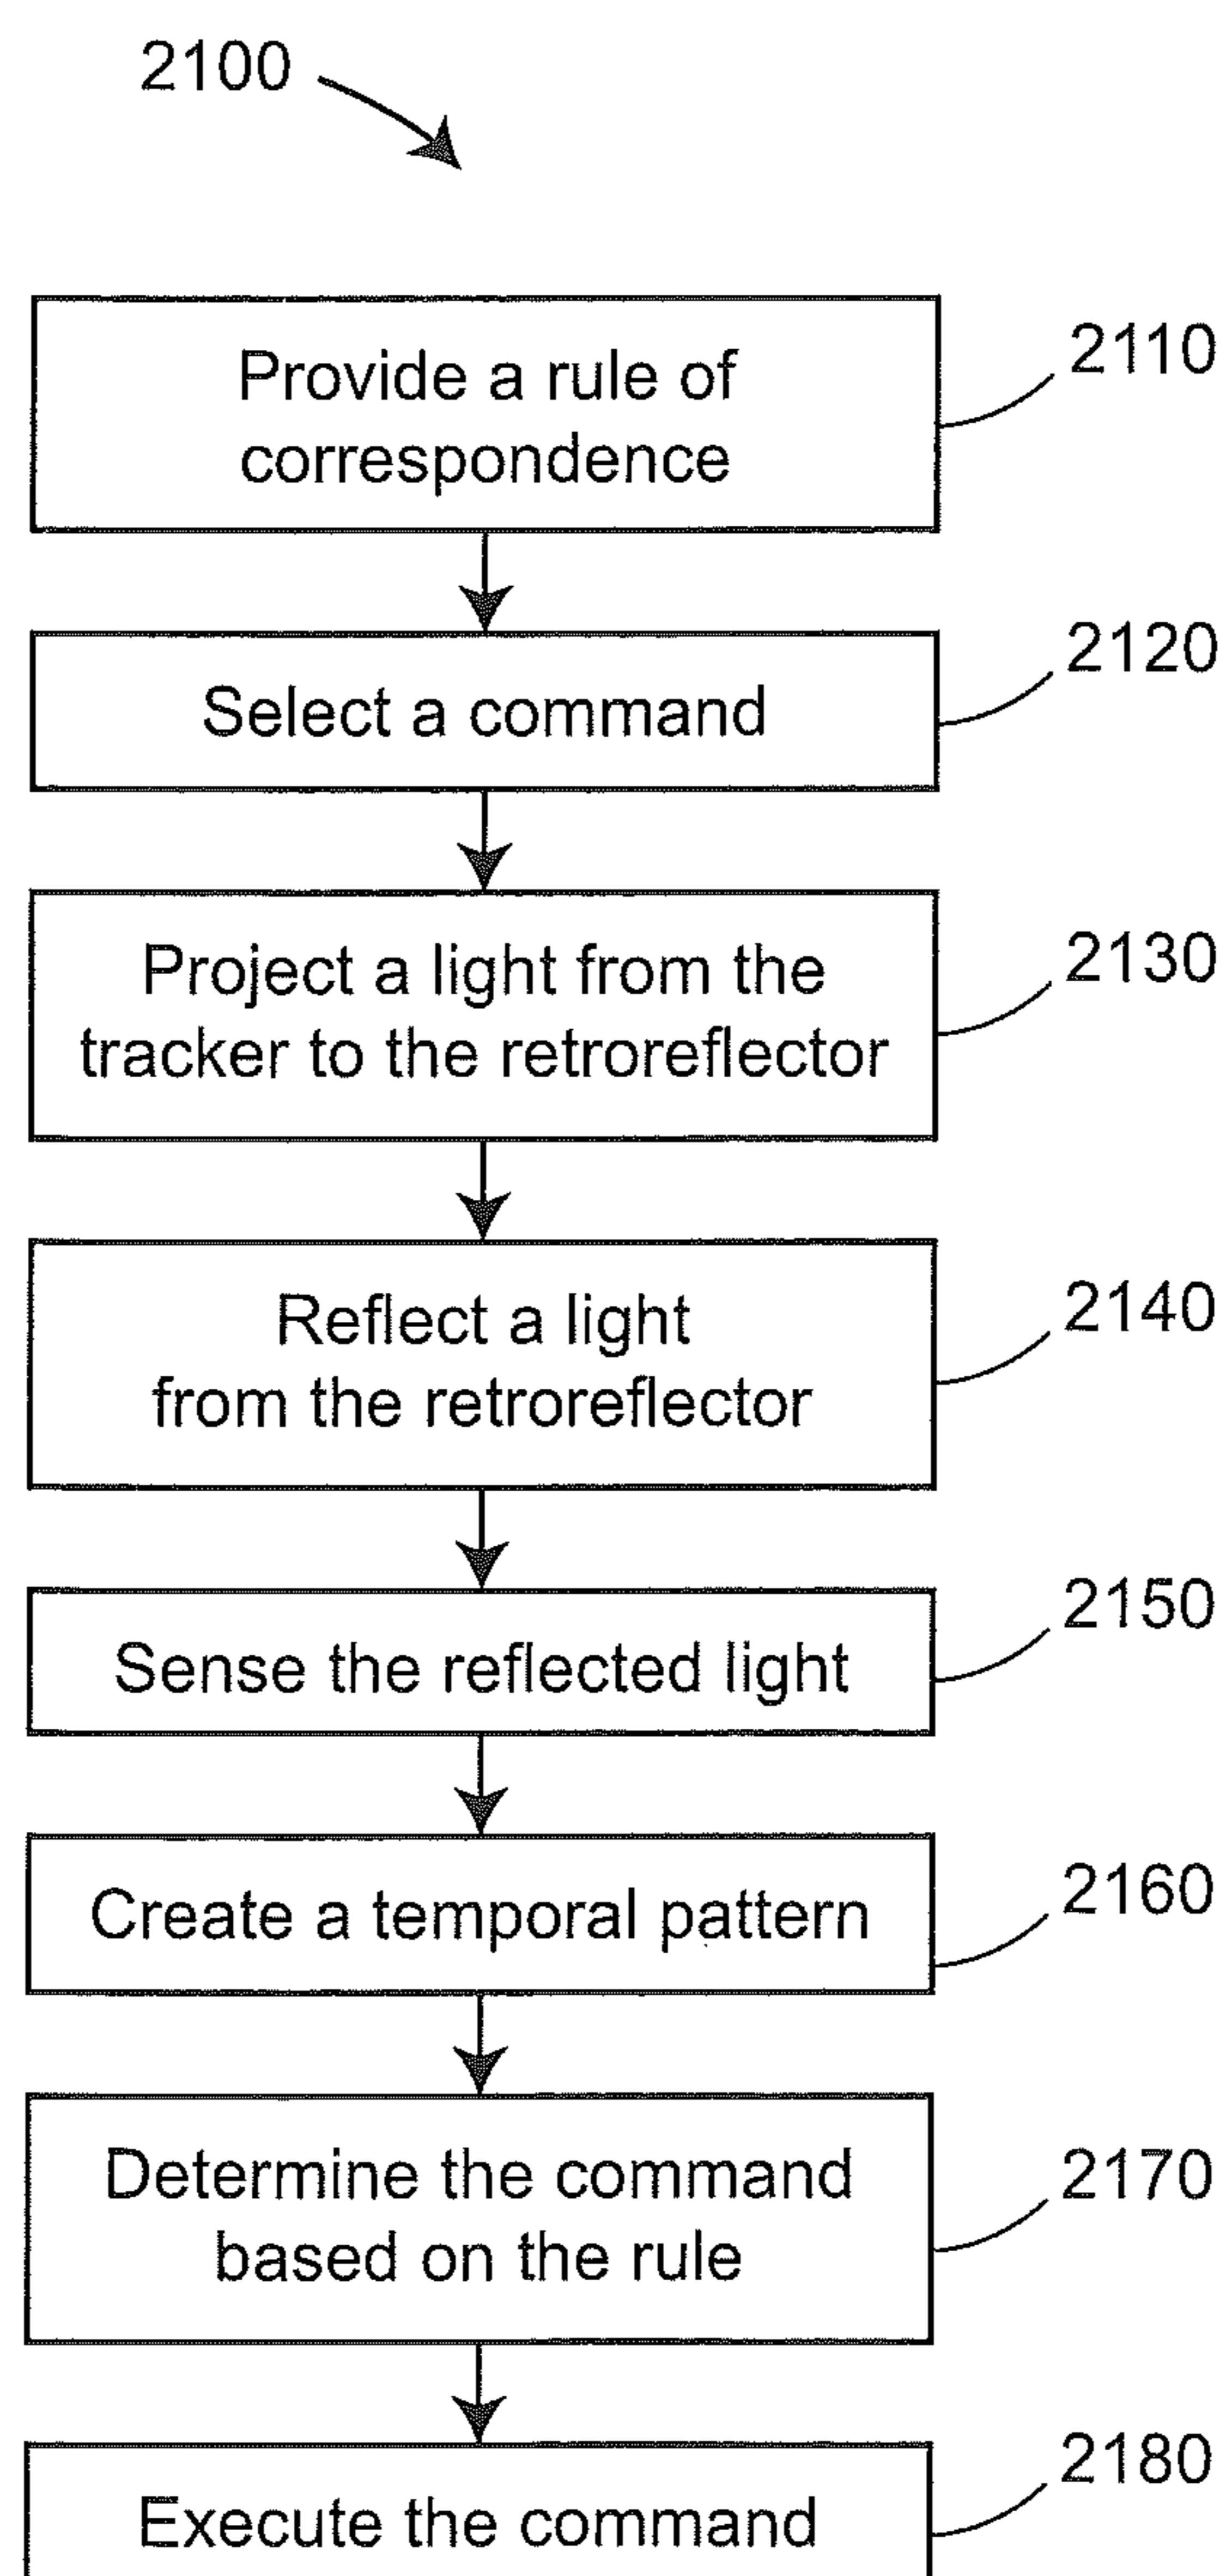 2100
Provide a rule of
correspondence
2110
Select a command
2120
Project a light from the
tracker to the retroreflector
2130
Reflect a light
from the retroreflector
2140
Sense the reflected light
2150
Create a temporal pattern
2160
Determine the command
based on the rule
2170
Execute the command
2180